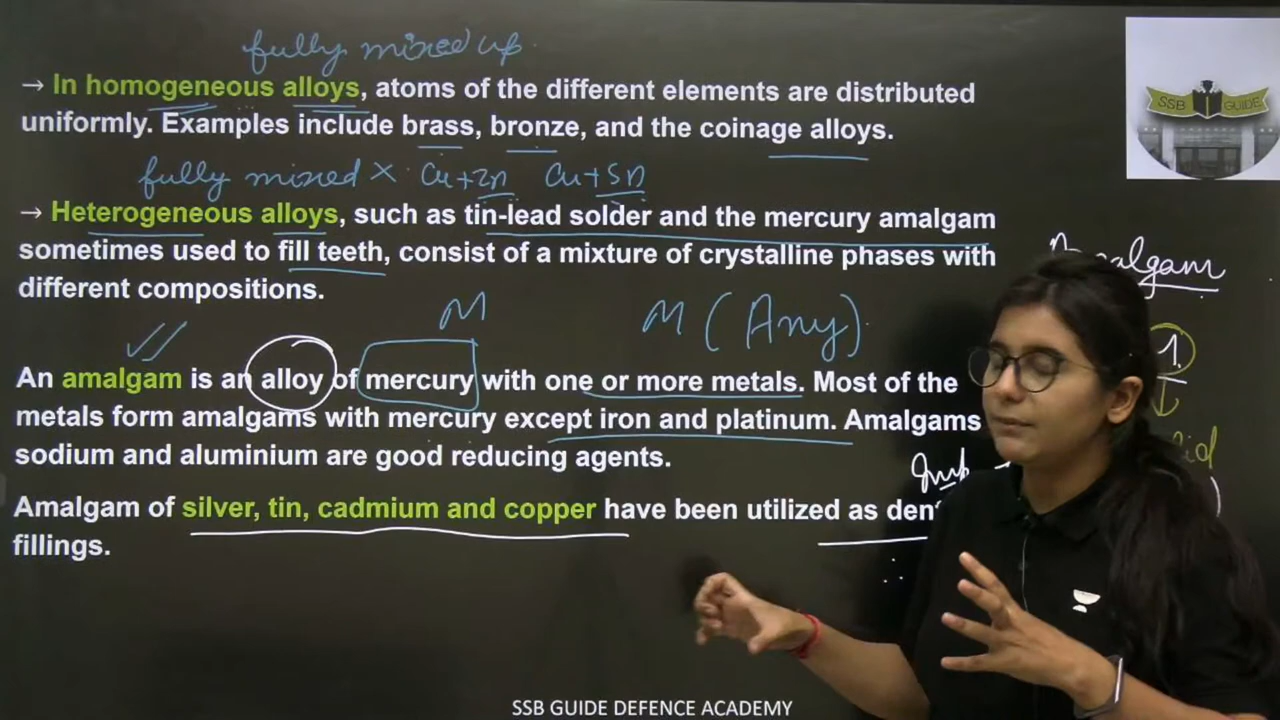 fully mixed up
→ In homogeneous alloys, atoms of the different elements are distributed
uniformly. Examples include brass, bronze, and the coinage alloys.
fully mixed × Cu+Zn Cu+Sn
→ Heterogeneous alloys, such as tin-lead solder and the mercury amalgam
sometimes used to fill teeth, consist of a mixture of crystalline phases with
different compositions.
M M (Any)
An amalgam is an alloy of mercury with one or more metals. Most of the
metals form amalgams with mercury except iron and platinum. Amalgams
sodium and aluminium are good reducing agents.
Amalgam of silver, tin, cadmium and copper have been utilized as
fillings.
SSB GUIDE
Amalgam
1.
SSB GUIDE DEFENCE ACADEMY